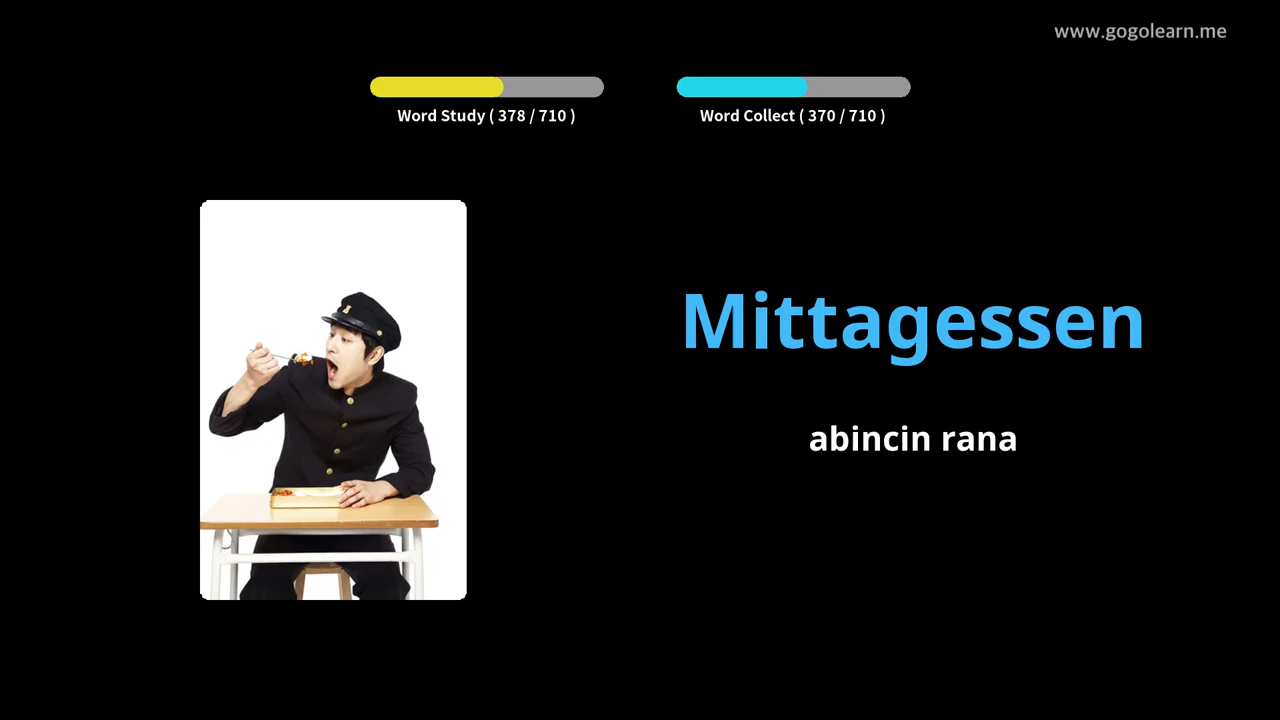 www.gogolearn.me
Word Study ( 378 / 710 )
Word Collect ( 370 / 710 )
Mittagessen
abincin rana